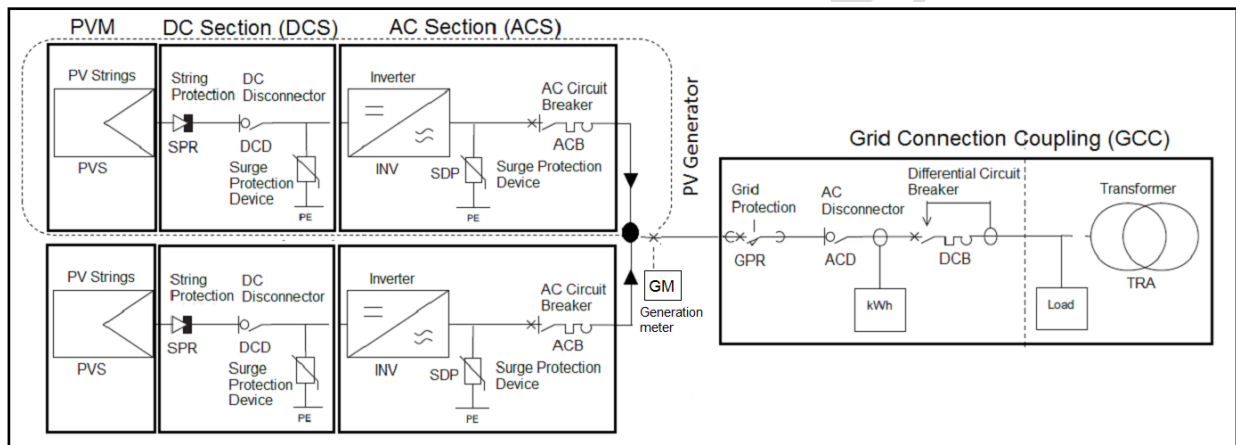 PVM
DC Section (DCS)
AC Section (ACS)
PV Strings
PVS
String
Protection
SPR
DC
Disconnector
DCD
Surge
Protection
Device
PE
Inverter
INV
SDP
Surge Protection
Device
PE
AC Circuit
Breaker
ACB
PV Generator
PV Strings
PVS
String
Protection
SPR
DC
Disconnector
DCD
Surge
Protection
Device
PE
Inverter
INV
SDP
Surge Protection
Device
PE
AC Circuit
Breaker
ACB
GM
Generation
meter
Grid Connection Coupling (GCC)
Grid
Protection
GPR
AC
Disconnector
ACD
kWh
Differential Circuit
Breaker
DCB
Load
Transformer
TRA